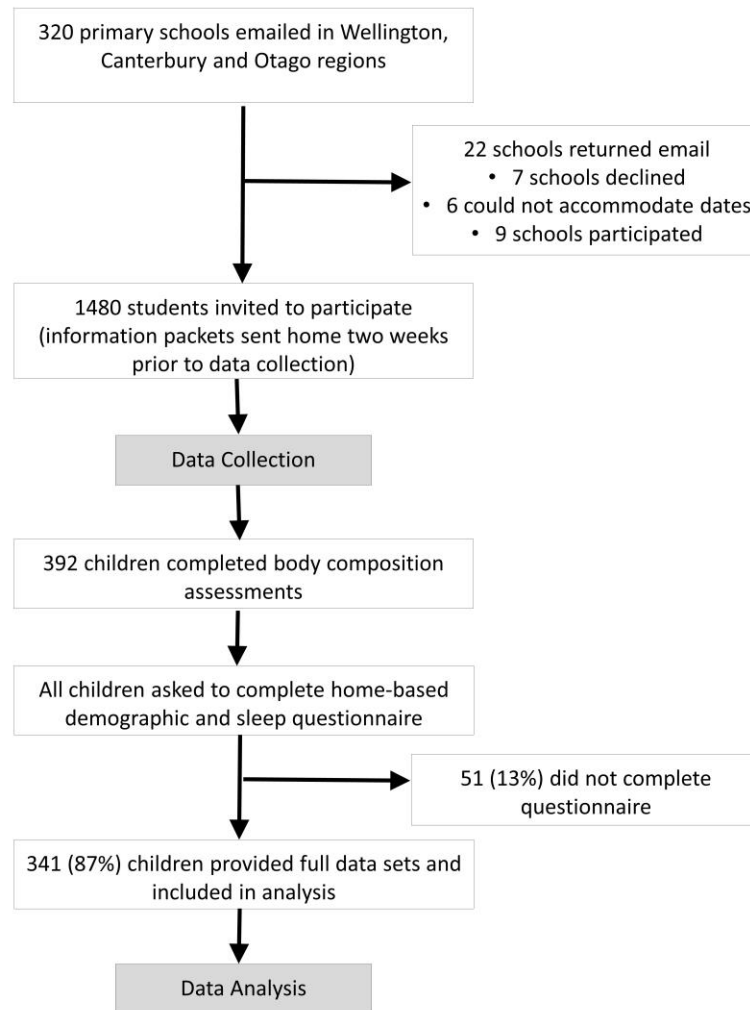 320 primary schools emailed in Wellington,
Canterbury and Otago regions
22 schools returned email
• 7 schools declined
• 6 could not accommodate dates
• 9 schools participated
1480 students invited to participate
(information packets sent home two weeks
prior to data collection)
Data Collection
392 children completed body composition
assessments
All children asked to complete home-based
demographic and sleep questionnaire
51 (13%) did not complete
questionnaire
341 (87%) children provided full data sets and
included in analysis
Data Analysis